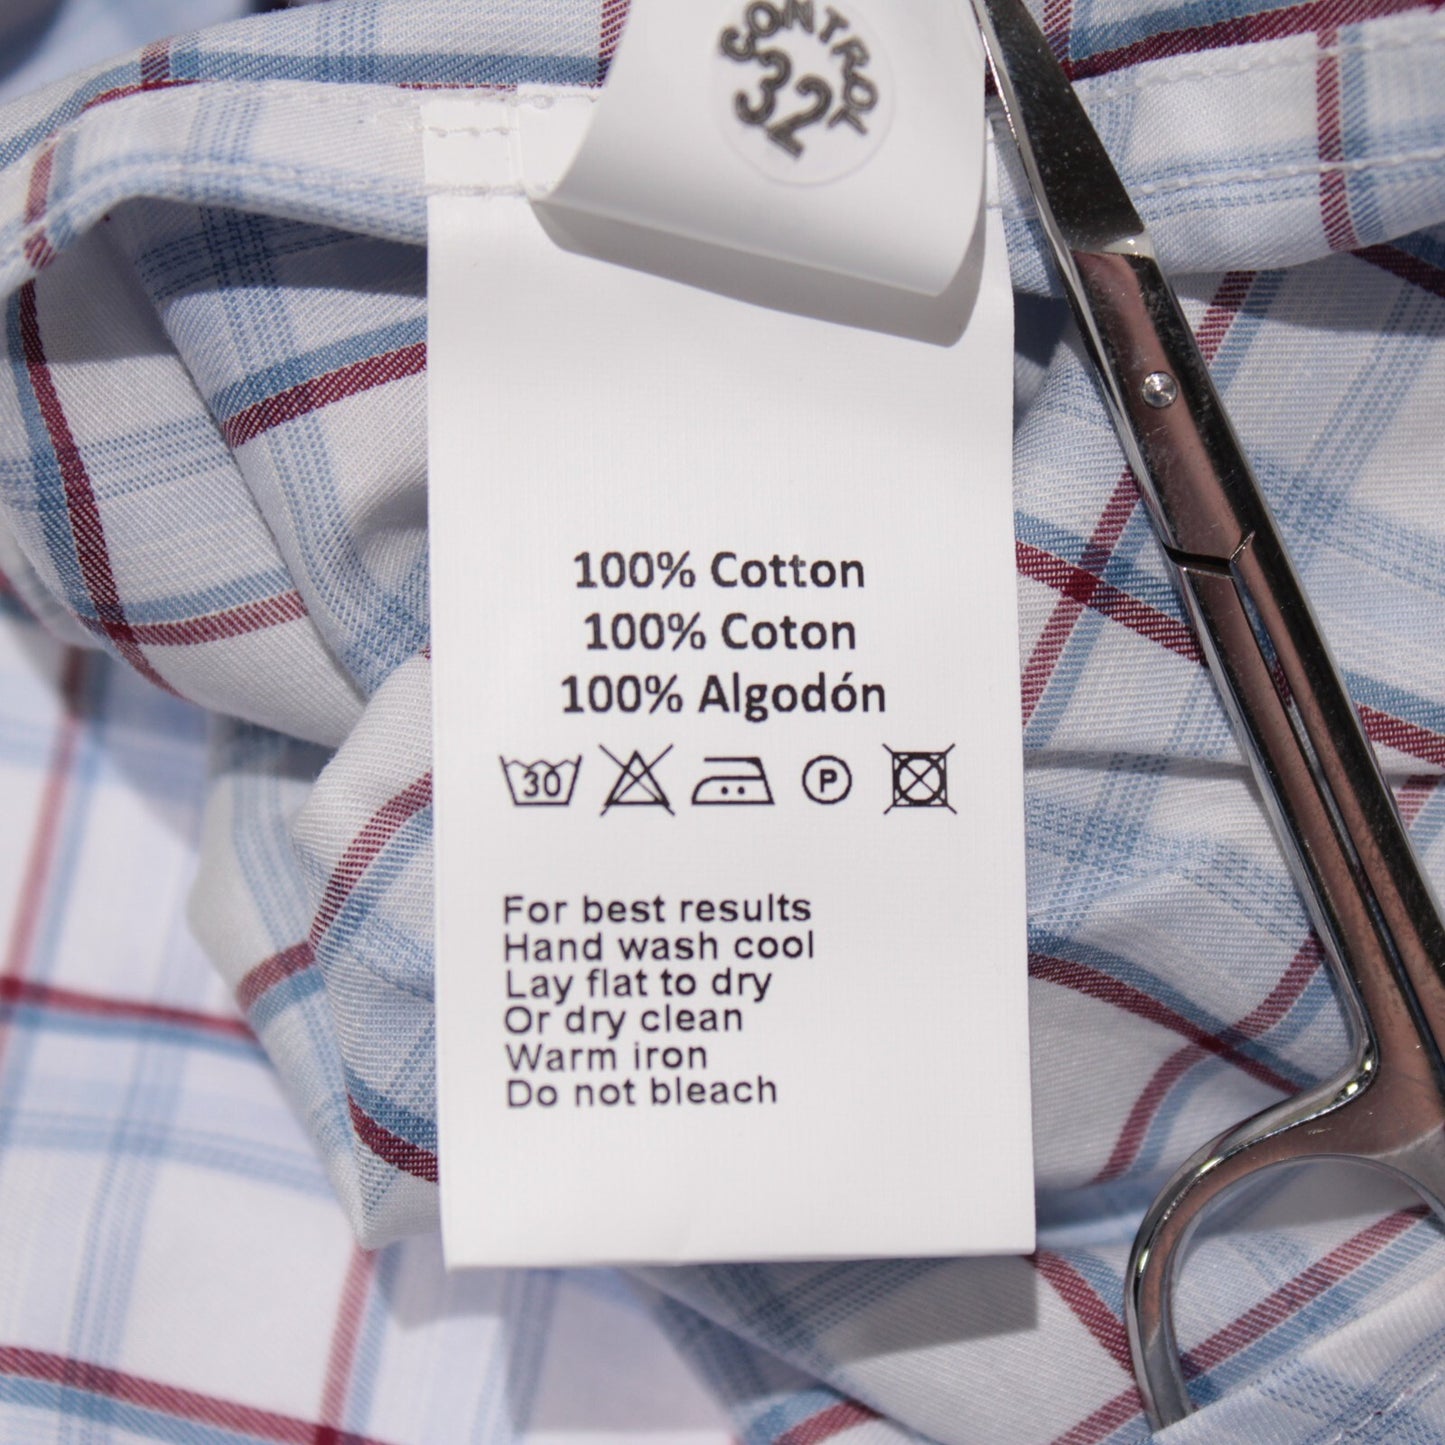 CONTROL
32
100% Cotton
100% Coton
100% Algodón
30
P
For best results
Hand wash cool
Lay flat to dry
Or dry clean
Warm iron
Do not bleach